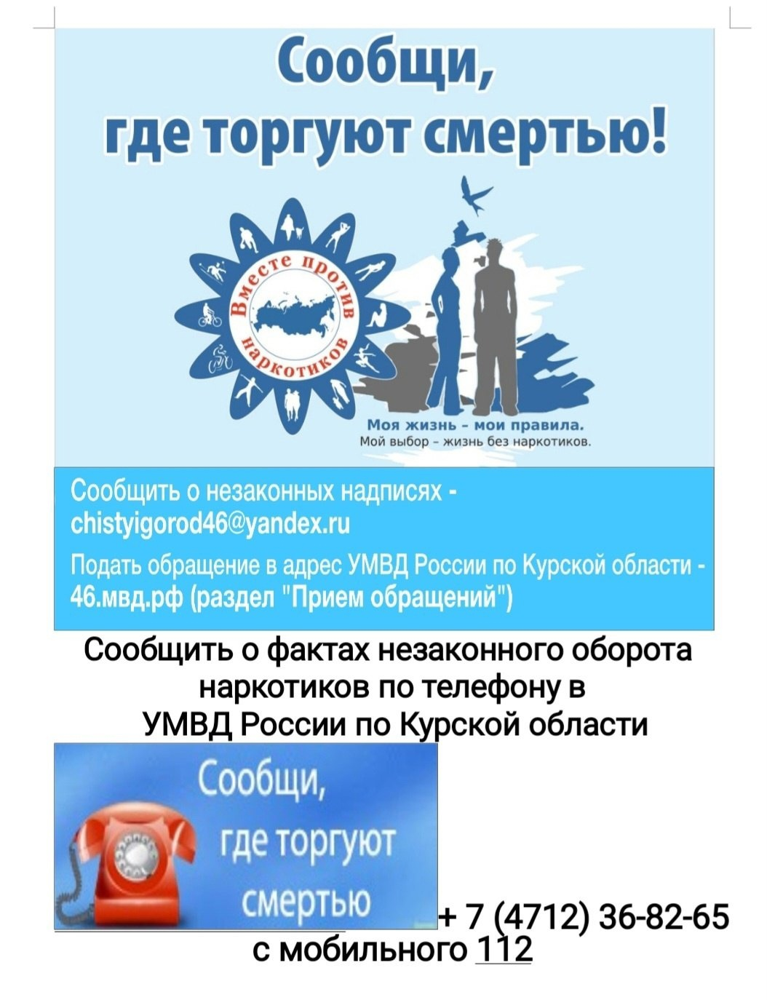 Сообщи,
где торгуют смертью!
Вместе против
наркотиков
Моя жизнь – мои правила.
Мой выбор – жизнь без наркотиков.
Сообщить о незаконных надписях -
chistyigorod46@yandex.ru
Подать обращение в адрес УМВД России по Курской области -
46.мвд.рф (раздел "Прием обращений")
Сообщить о фактах незаконного оборота
наркотиков по телефону в
УМВД России по Курской области
Сообщи,
где торгуют
смертью
+ 7 (4712) 36-82-65
с мобильного 112